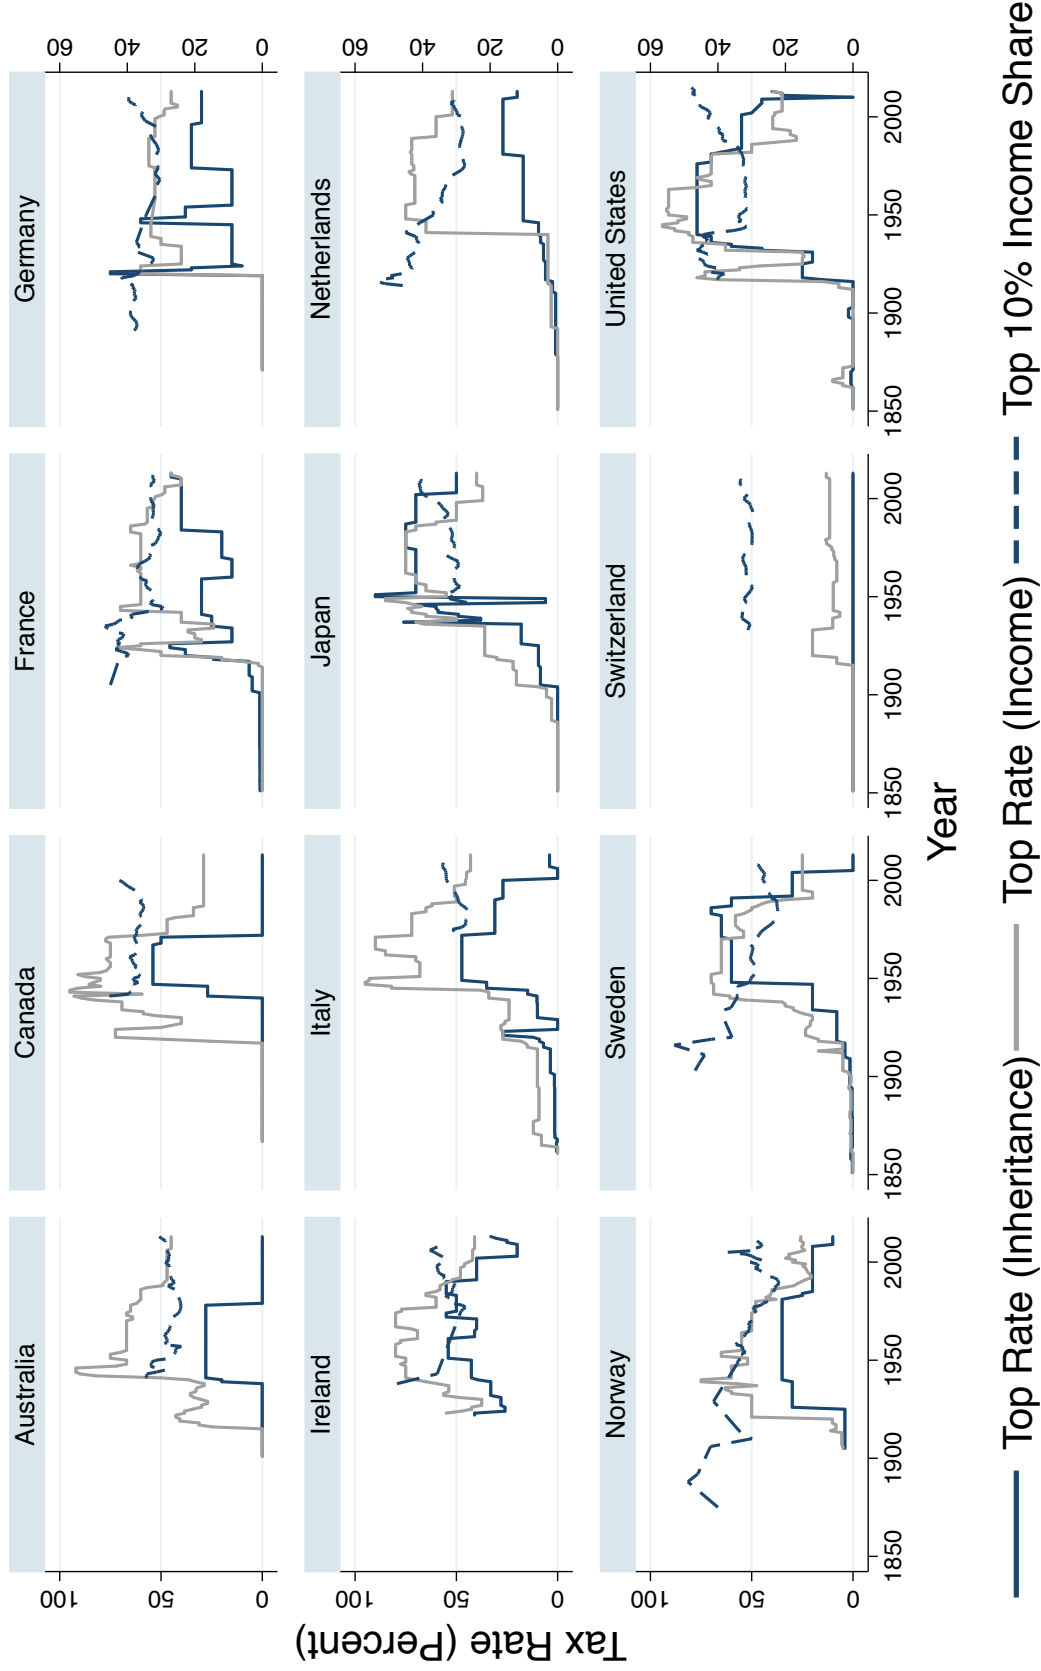 Australia
Canada
France
Germany
Ireland
Italy
Japan
Netherlands
Norway
Sweden
Switzerland
United States
Tax Rate (Percent)
0 50 100
0 50 100
0 50 100
0 20 40 60
0 20 40 60
0 20 40 60
1850 1900 1950 2000
1850 1900 1950 2000
1850 1900 1950 2000
1850 1900 1950 2000
Year
Top Rate (Inheritance)
Top Rate (Income)
Top 10% Income Share